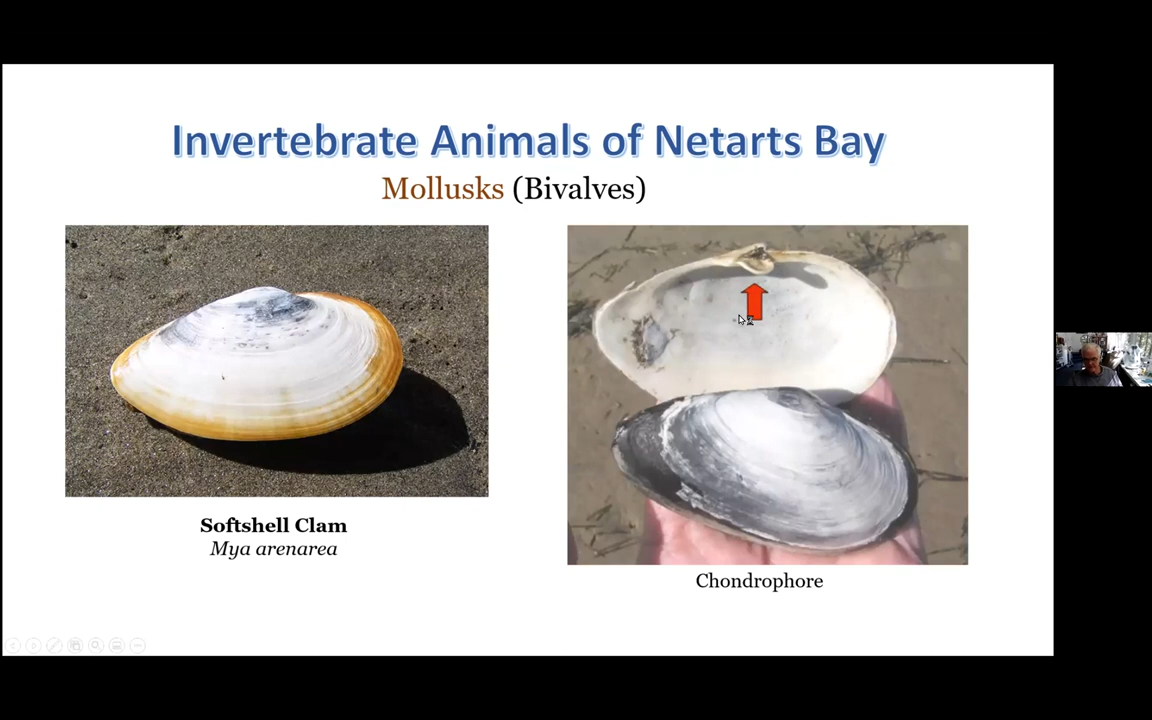 Invertebrate Animals of Netarts Bay
Mollusks (Bivalves)
Softshell Clam
Mya arenarea
Chondrophore